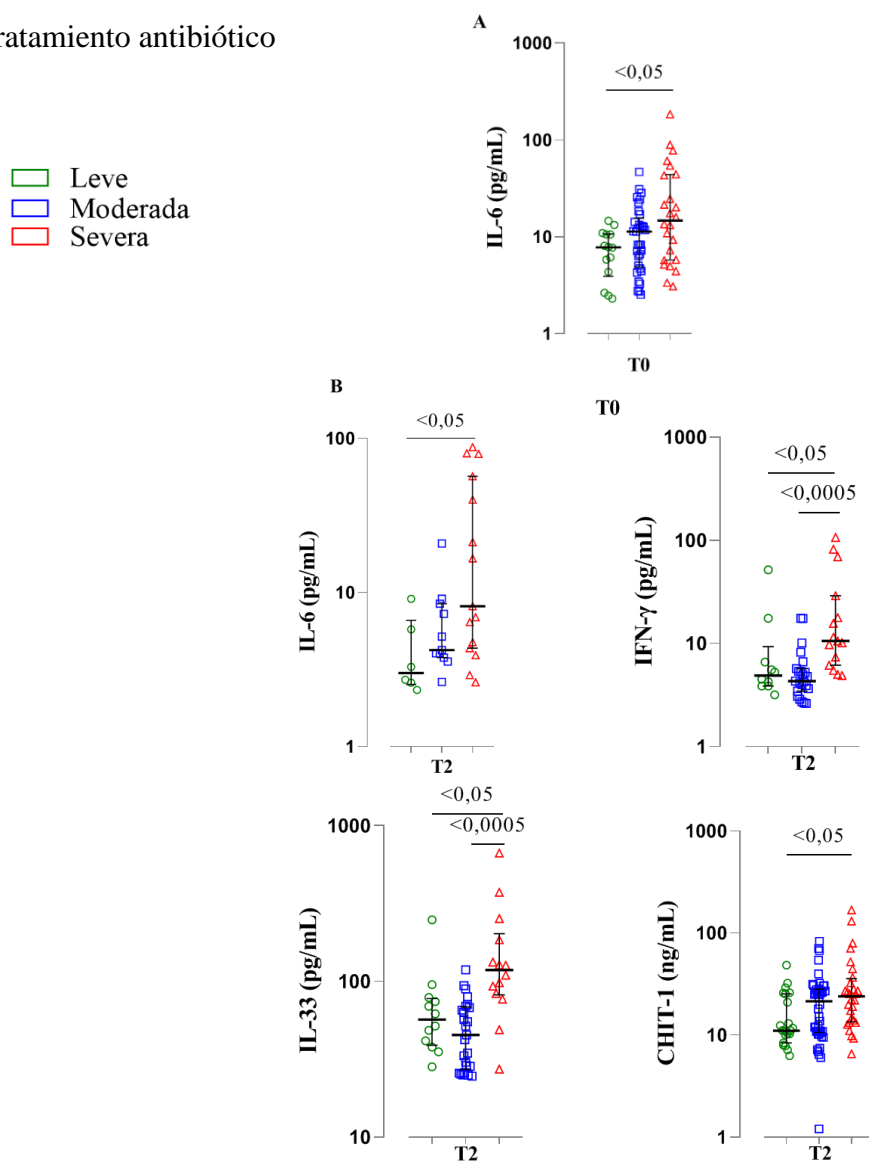 A
ratamiento antibiótico
Leve
Moderada
Severa
1000
100
10
1
IL-6 (pg/mL)
<0,05
T0
B
T0
100
10
1
IL-6 (pg/mL)
<0,05
T2
1000
100
10
1
IFN-γ (pg/mL)
<0,05
<0,0005
T2
1000
100
10
IL-33 (pg/mL)
<0,05
<0,0005
T2
1000
100
10
1
CHIT-1 (ng/mL)
<0,05
T2